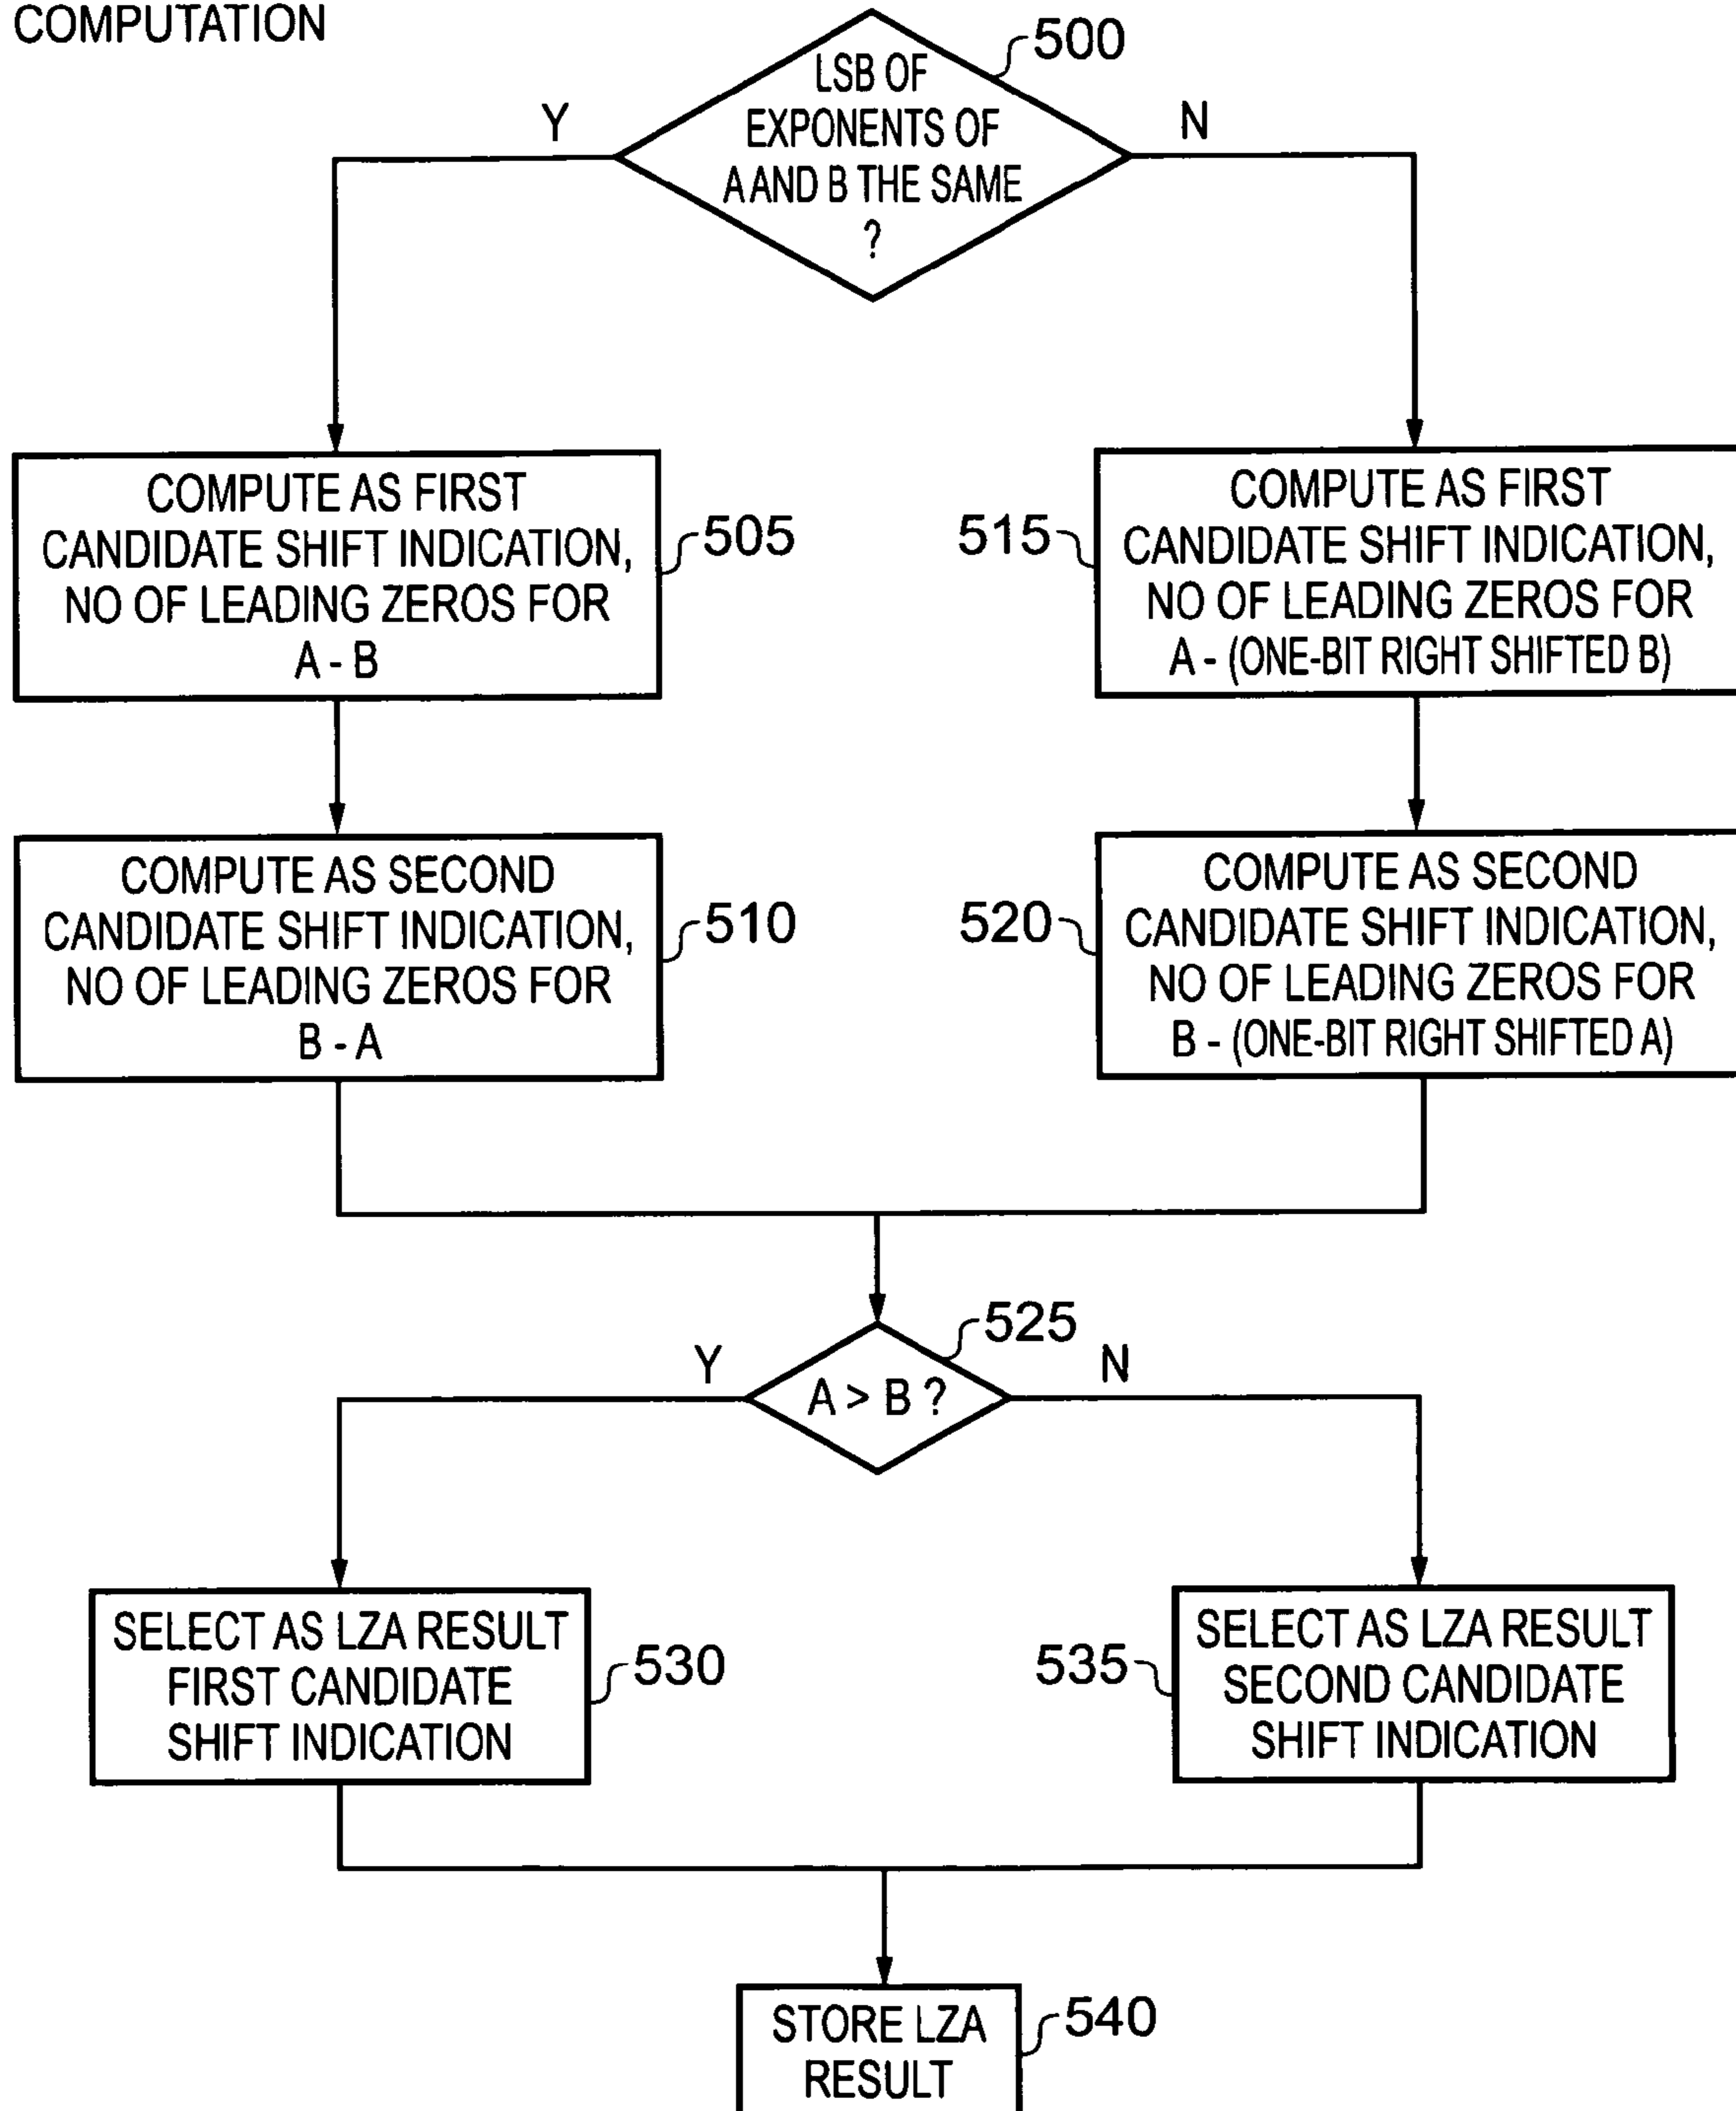 COMPUTATION
500
LSB OF
EXPONENTS OF
A AND B THE SAME
?
Y
N
COMPUTE AS FIRST
CANDIDATE SHIFT INDICATION,
NO OF LEADING ZEROS FOR
A - B
505
515
COMPUTE AS FIRST
CANDIDATE SHIFT INDICATION,
NO OF LEADING ZEROS FOR
A - (ONE-BIT RIGHT SHIFTED B)
COMPUTE AS SECOND
CANDIDATE SHIFT INDICATION,
NO OF LEADING ZEROS FOR
B - A
510
520
COMPUTE AS SECOND
CANDIDATE SHIFT INDICATION,
NO OF LEADING ZEROS FOR
B - (ONE-BIT RIGHT SHIFTED A)
525
Y
A > B ?
N
SELECT AS LZA RESULT
FIRST CANDIDATE
SHIFT INDICATION
530
535
SELECT AS LZA RESULT
SECOND CANDIDATE
SHIFT INDICATION
STORE LZA
RESULT
540